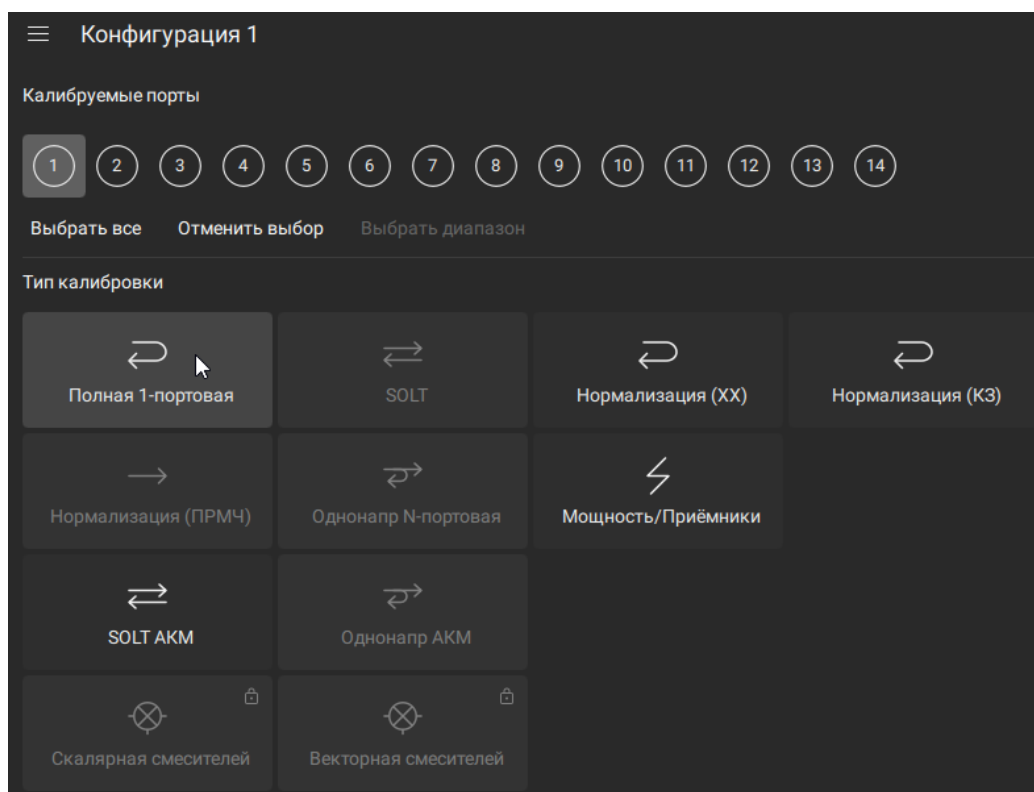 Конфигурация 1
Калибруемые порты
1 2 3 4 5 6 7 8 9 10 11 12 13 14
Выбрать все Отменить выбор Выбрать диапазон
Тип калибровки
Полная 1-портовая SOLT Нормализация (ХХ) Нормализация (КЗ)
Нормализация (ПРМЧ) Однонапр N-портовая Мощность/Приёмники
SOLT АКМ Однонапр АКМ
Скалярная смесителей Векторная смесителей